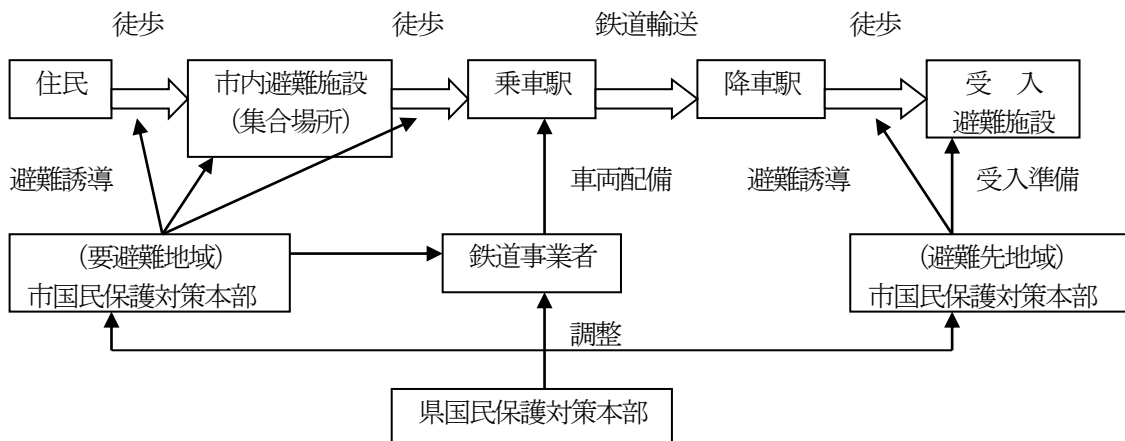 徒歩
徒歩
鉄道輸送
徒歩
住民
市内避難施設
(集合場所)
乗車駅
降車駅
受　入
避難施設
避難誘導
車両配備
避難誘導
受入準備
(要避難地域)
市国民保護対策本部
鉄道事業者
(避難先地域)
市国民保護対策本部
調整
県国民保護対策本部